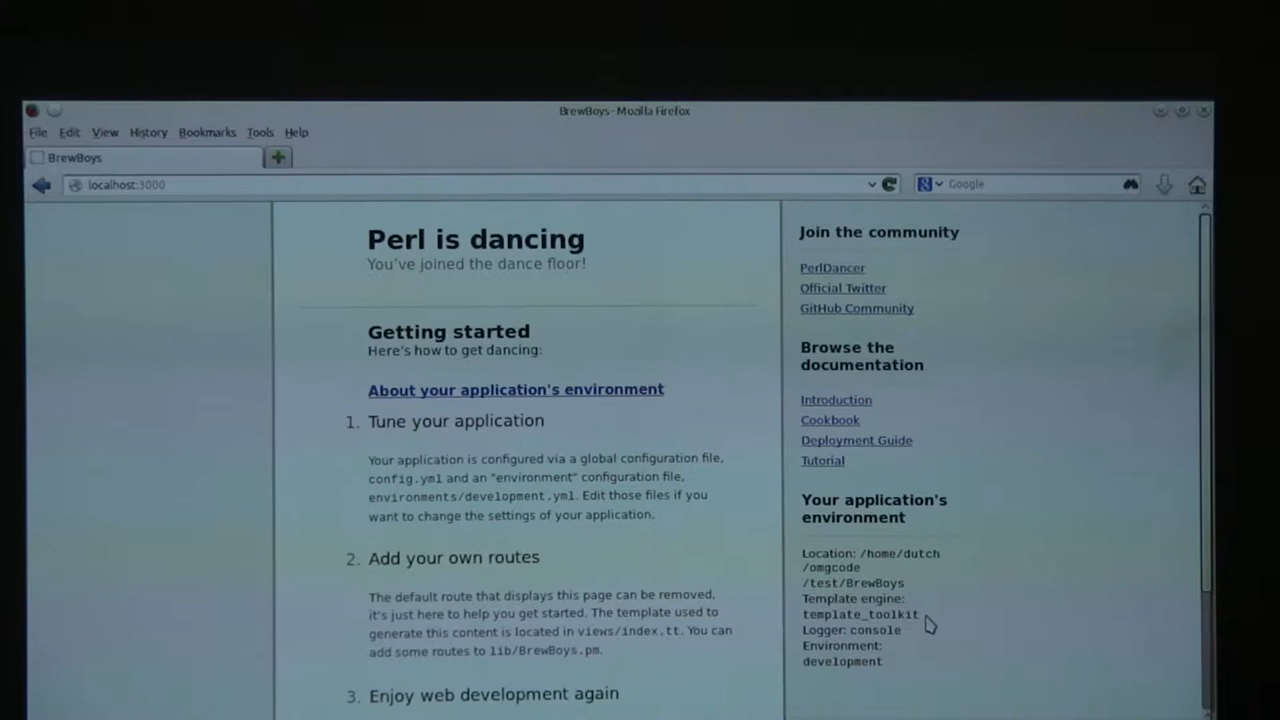 BrewBoys - Mozilla Firefox
File Edit View History Bookmarks Tools Help
BrewBoys
localhost:3000
Google
Perl is dancing
You've joined the dance floor!
Getting started
Here's how to get dancing:
About your application's environment
1. Tune your application
Your application is configured via a global configuration file,
config.yml and an "environment" configuration file,
environments/development.yml. Edit those files if you
want to change the settings of your application.
2. Add your own routes
The default route that displays this page can be removed,
it's just here to help you get started. The template used to
generate this content is located in views/index.tt. You can
add some routes to lib/BrewBoys.pm.
3. Enjoy web development again
Join the community
PerlDancer
Official Twitter
GitHub Community
Browse the
documentation
Introduction
Cookbook
Deployment Guide
Tutorial
Your application's
environment
Location: /home/dutch
/omgcode
/test/BrewBoys
Template engine:
template_toolkit
Logger: console
Environment:
development